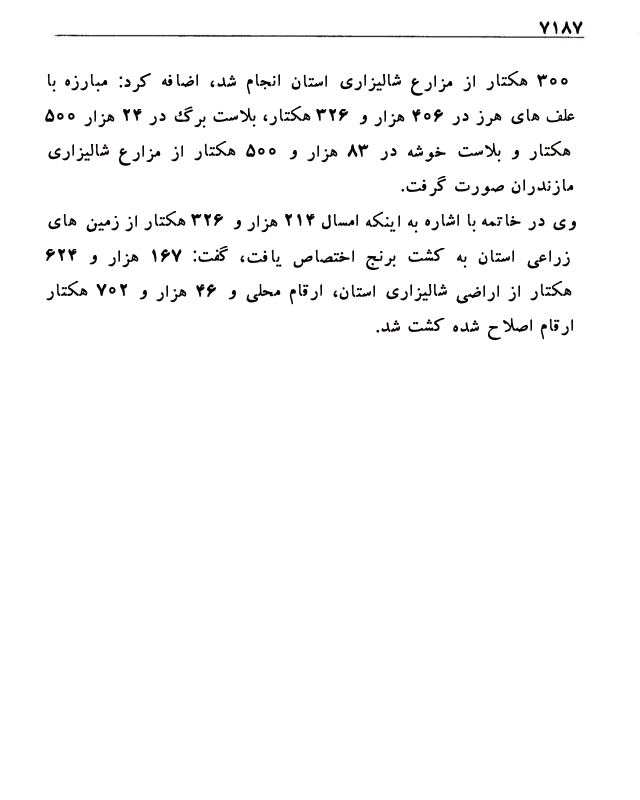 ۷۱۸۷
۳۰۰ هکتار از مزارع شالیزاری استان انجام شد، اضافه کرد: مبارزه با
علف های هرز در ۴۰۶ هزار و ۳۲۶ هکتار، بلاست برگ در ۲۴ هزار ۵۰۰
هکتار و بلاست خوشه در ۸۳ هزار و ۵۰۰ هکتار از مزارع شالیزاری
مازندران صورت گرفت.
وی در خاتمه با اشاره به اینکه امسال ۲۱۴ هزار و ۳۲۶ هکتار از زمین های
زراعی استان به کشت برنج اختصاص یافت، گفت: ۱۶۷ هزار و ۶۲۴
هکتار از اراضی شالیزاری استان، ارقام محلی و ۴۶ هزار و ۷۰۲ هکتار
ارقام اصلاح شده کشت شد.